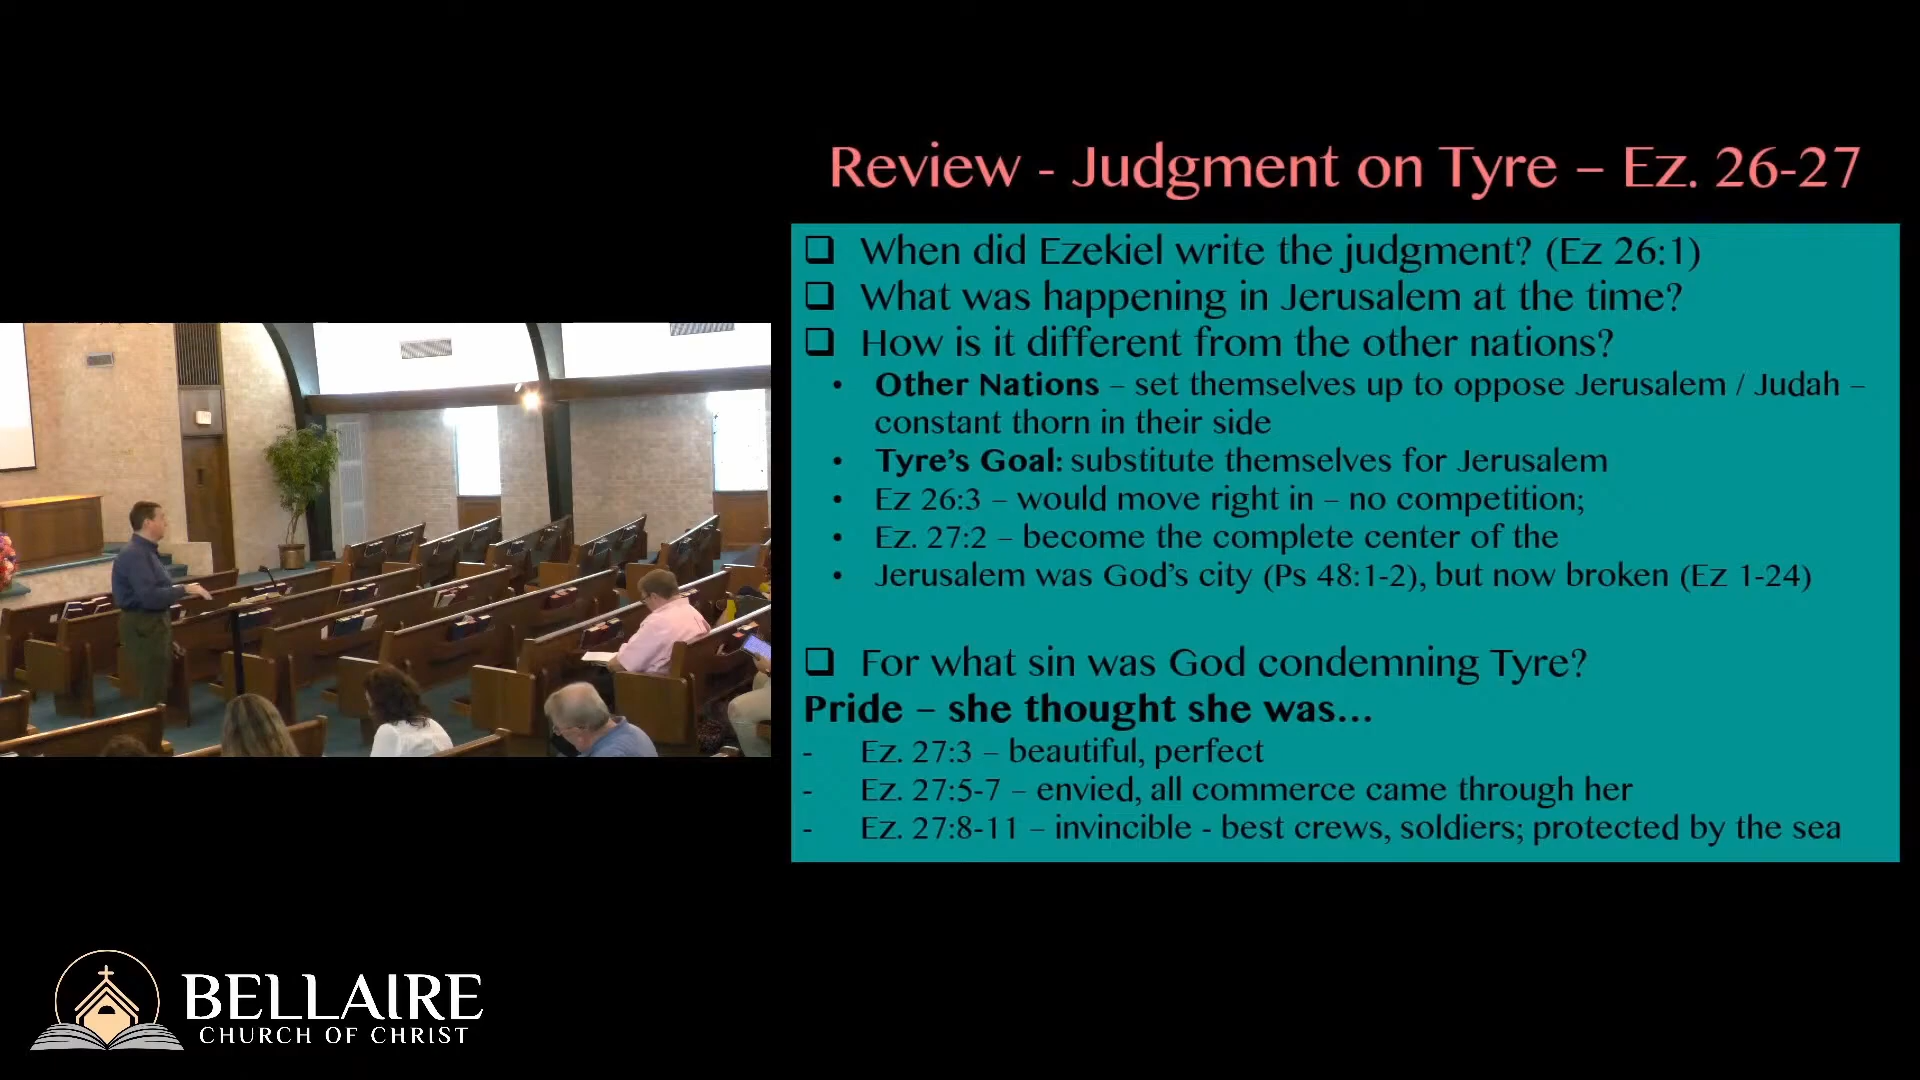 Review - Judgment on Tyre – Ez. 26-27
❑ When did Ezekiel write the judgment? (Ez 26:1)
❑ What was happening in Jerusalem at the time?
❑ How is it different from the other nations?
• Other Nations – set themselves up to oppose Jerusalem / Judah –
constant thorn in their side
• Tyre’s Goal: substitute themselves for Jerusalem
• Ez 26:3 – would move right in – no competition;
• Ez. 27:2 – become the complete center of the
• Jerusalem was God’s city (Ps 48:1-2), but now broken (Ez 1-24)
❑ For what sin was God condemning Tyre?
Pride – she thought she was...
- Ez. 27:3 – beautiful, perfect
- Ez. 27:5-7 – envied, all commerce came through her
- Ez. 27:8-11 – invincible - best crews, soldiers; protected by the sea
BELLAIRE
CHURCH OF CHRIST